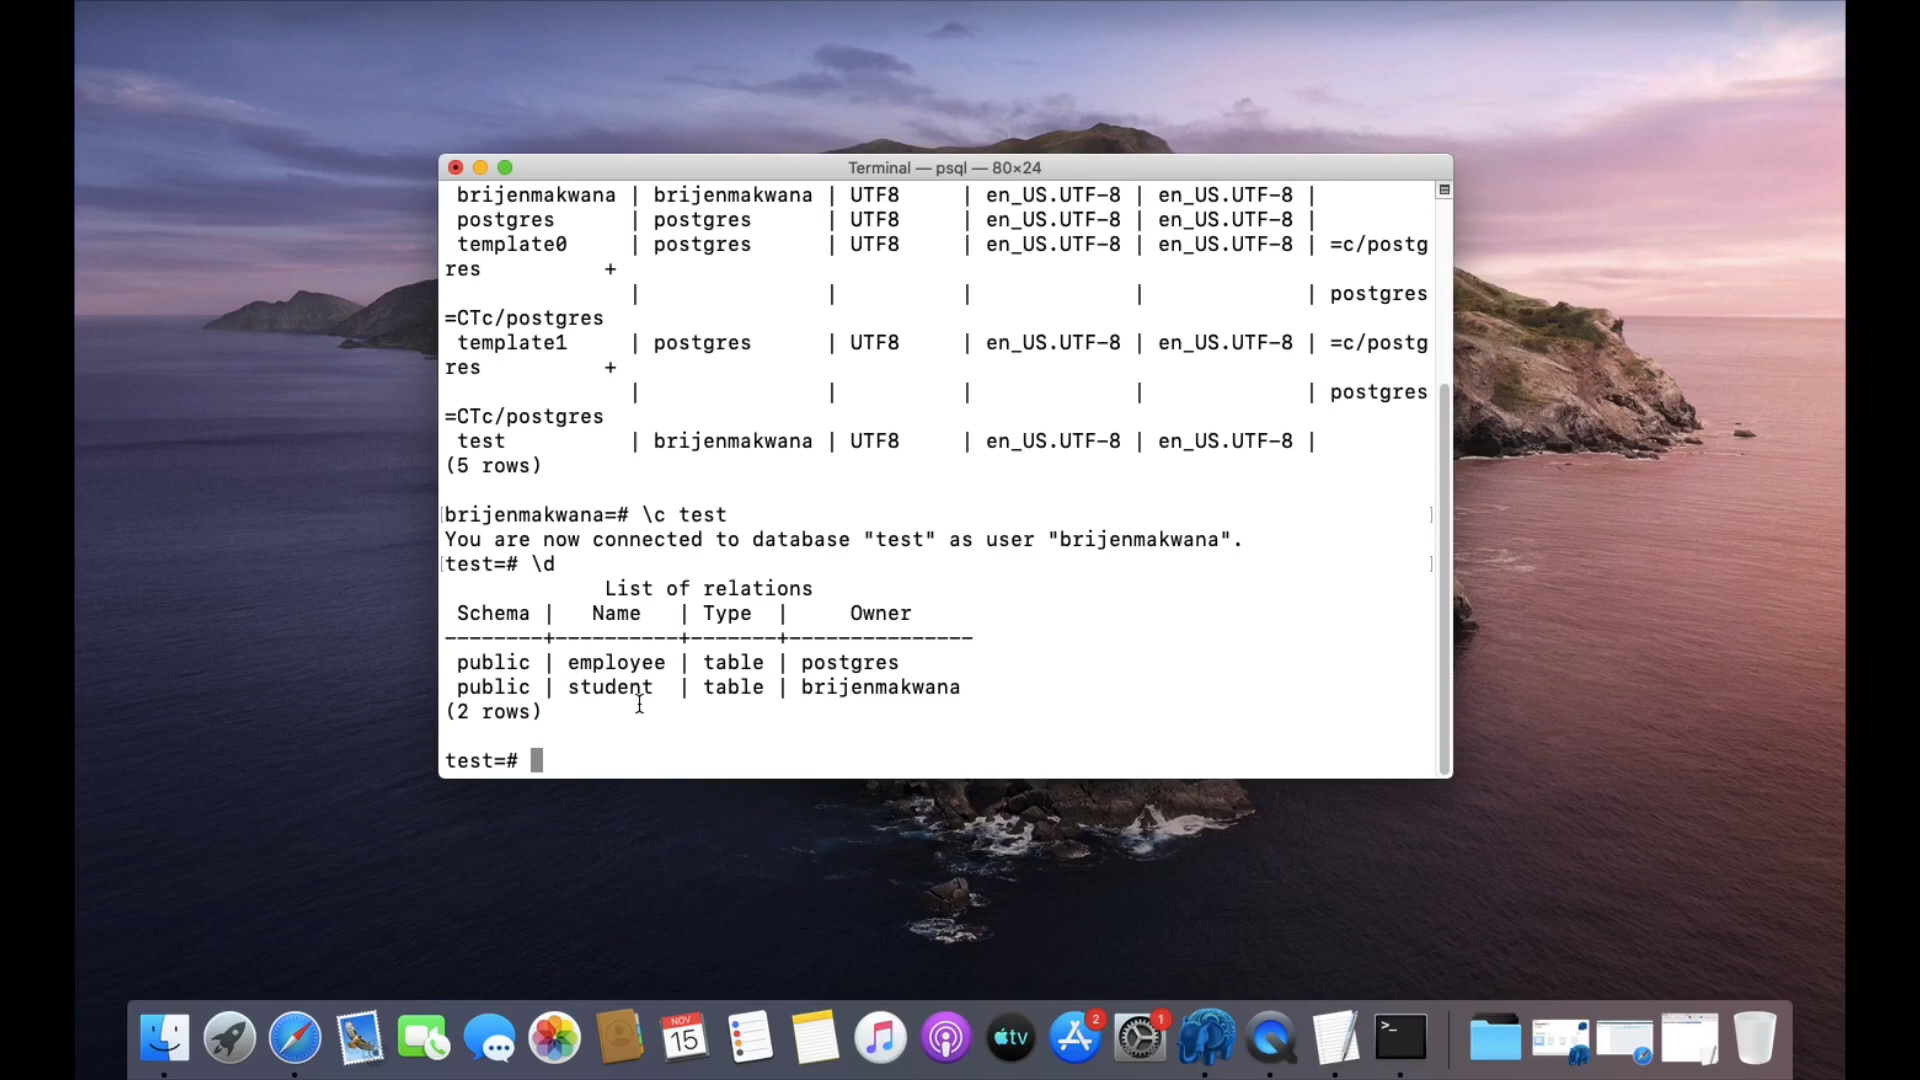 Terminal — psql — 80×24
brijenmakwana | brijenmakwana | UTF8 | en_US.UTF-8 | en_US.UTF-8 |
postgres | postgres | UTF8 | en_US.UTF-8 | en_US.UTF-8 |
template0 | postgres | UTF8 | en_US.UTF-8 | en_US.UTF-8 | =c/postg
res +
| | | | | postgres
=CTc/postgres
template1 | postgres | UTF8 | en_US.UTF-8 | en_US.UTF-8 | =c/postg
res +
| | | | | postgres
=CTc/postgres
test | brijenmakwana | UTF8 | en_US.UTF-8 | en_US.UTF-8 |
(5 rows)
[brijenmakwana=# \c test ]
You are now connected to database "test" as user "brijenmakwana".
[test=# \d ]
List of relations
Schema | Name | Type | Owner
--------+----------+-------+---------------
public | employee | table | postgres
public | student | table | brijenmakwana
(2 rows)
test=#
NOV
15
tv
2
1
>_